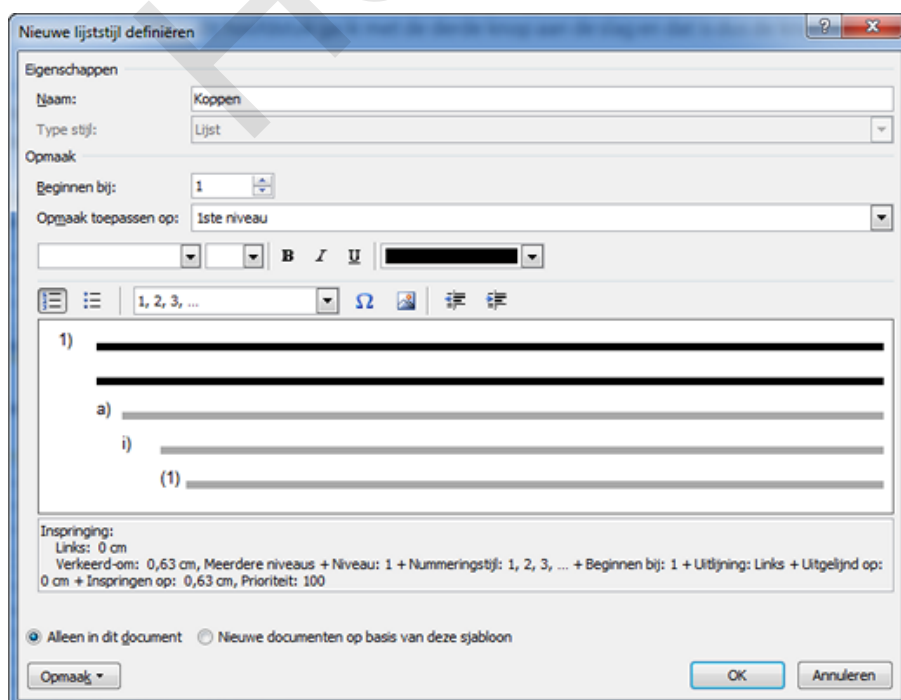 Nieuwe lijststijl definiëren
Eigenschappen
Naam: Koppen
Type stijl: Lijst
Opmaak
Beginnen bij: 1
Opmaak toepassen op: 1ste niveau
B I U
1, 2, 3, ... Ω
1)
a)
i)
(1)
Inspringing:
Links: 0 cm
Verkeerd-om: 0,63 cm, Meerdere niveaus + Niveau: 1 + Nummeringstijl: 1, 2, 3, ... + Beginnen bij: 1 + Uitlijning: Links + Uitgelijnd op:
0 cm + Inspringen op: 0,63 cm, Prioriteit: 100
Alleen in dit document Nieuwe documenten op basis van deze sjabloon
Opmaak OK Annuleren